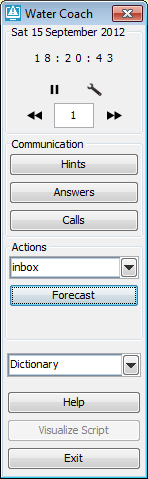 Water Coach
Sat 15 September 2012
18:20:43
1
Communication
Hints
Answers
Calls
Actions
inbox
Forecast
Dictionary
Help
Visualize Script
Exit